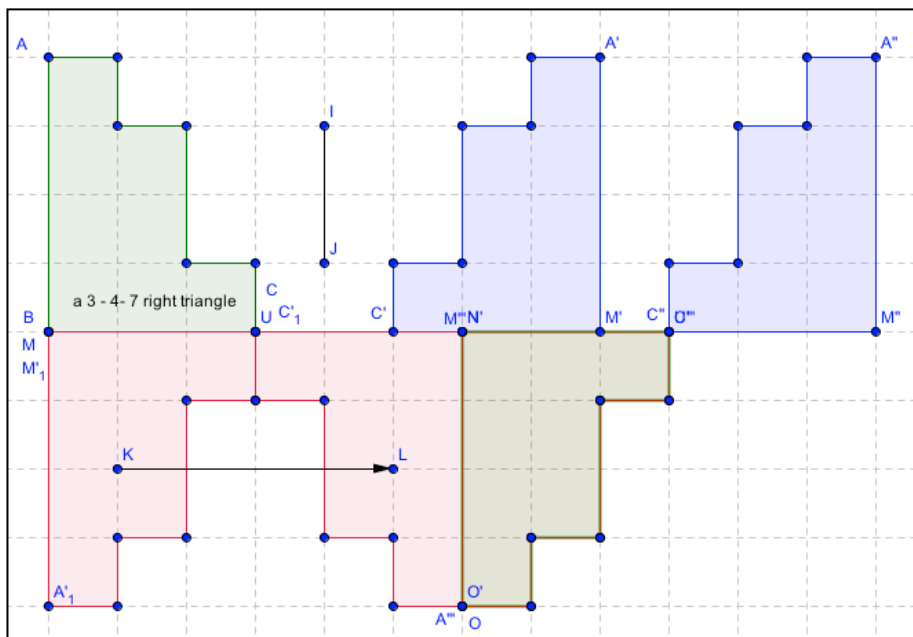 A
A'
A"
I
J
C
a 3 - 4- 7 right triangle
B
U
C'₁
C'
M'
C"
M"
M
M'₁
K
L
A'₁
A""
O'
O